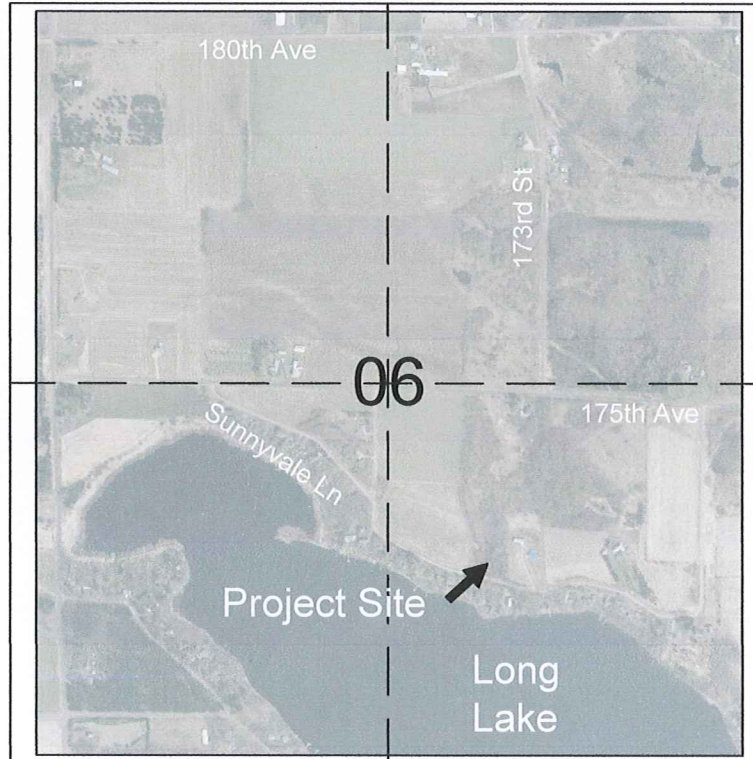 180th Ave
173rd St
06
175th Ave
Sunnyvale Ln
Project Site
Long
Lake